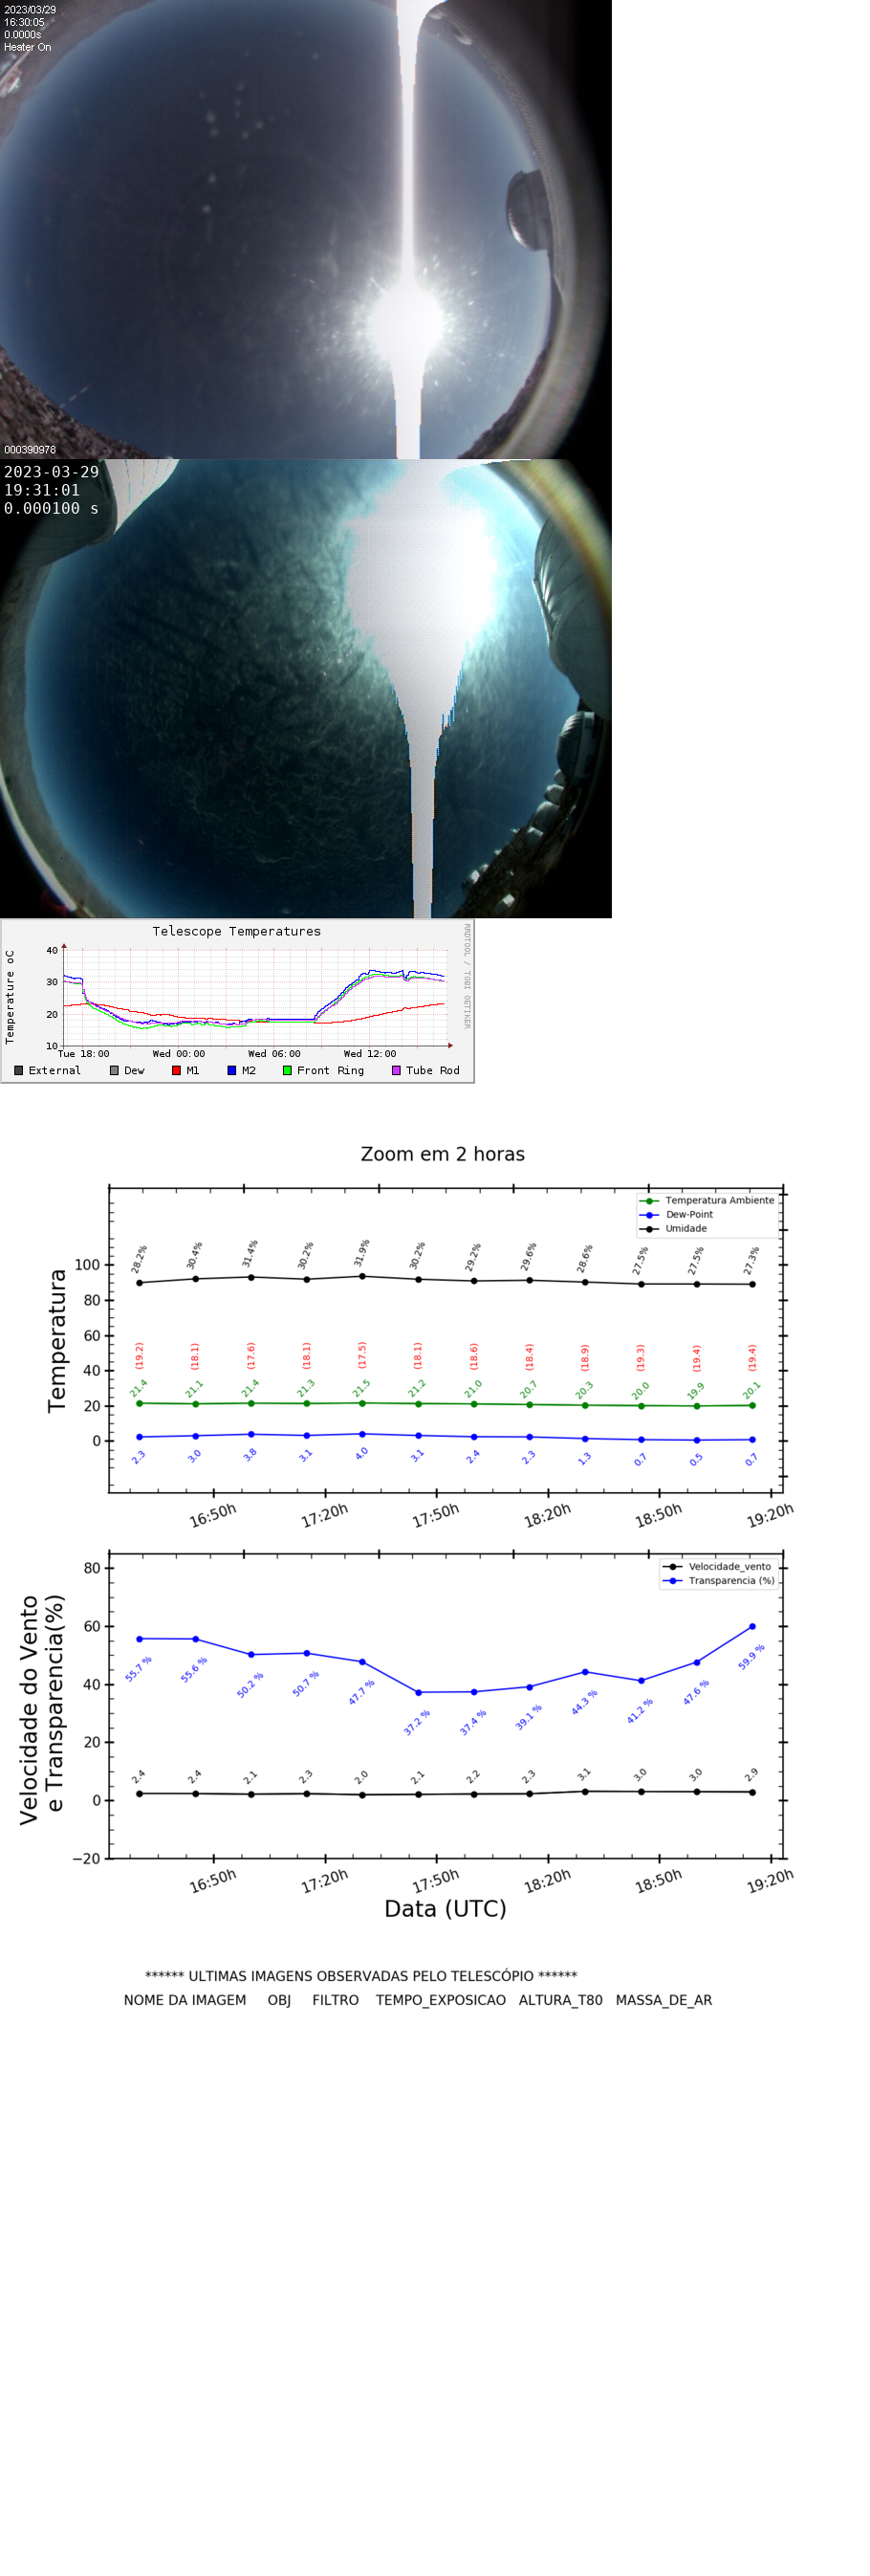 2023/03/29
16:30:05
0.0000s
Heater On
000390978
2023-03-29
19:31:01
0.000100 s
Telescope Temperatures
RRDTOOL / TOBI OETIKER
Temperature oC
40
30
20
10
Tue 18:00 Wed 00:00 Wed 06:00 Wed 12:00
External Dew M1 M2 Front Ring Tube Rod
Zoom em 2 horas
Temperatura Ambiente
Dew-Point
Umidade
Temperatura
100
80
60
40
20
0
28.2% 30.4% 31.4% 30.2% 31.9% 30.2% 29.2% 29.6% 28.6% 27.5% 27.5% 27.3%
(19.2) (18.1) (17.6) (18.1) (17.5) (18.1) (18.6) (18.4) (18.9) (19.3) (19.4) (19.4)
21.4 21.1 21.4 21.3 21.5 21.2 21.0 20.7 20.3 20.0 19.9 20.1
2.3 3.0 3.8 3.1 4.0 3.1 2.4 2.3 1.3 0.7 0.5 0.7
16:50h 17:20h 17:50h 18:20h 18:50h 19:20h
Velocidade_vento
Transparencia (%)
Velocidade do Vento
e Transparencia(%)
80
60
40
20
0
−20
55.7 % 55.6 % 50.2 % 50.7 % 47.7 % 37.2 % 37.4 % 39.1 % 44.3 % 41.2 % 47.6 % 59.9 %
2.4 2.4 2.1 2.3 2.0 2.1 2.2 2.3 3.1 3.0 3.0 2.9
16:50h 17:20h 17:50h 18:20h 18:50h 19:20h
Data (UTC)
****** ULTIMAS IMAGENS OBSERVADAS PELO TELESCÓPIO ******
NOME DA IMAGEM OBJ FILTRO TEMPO_EXPOSICAO ALTURA_T80 MASSA_DE_AR